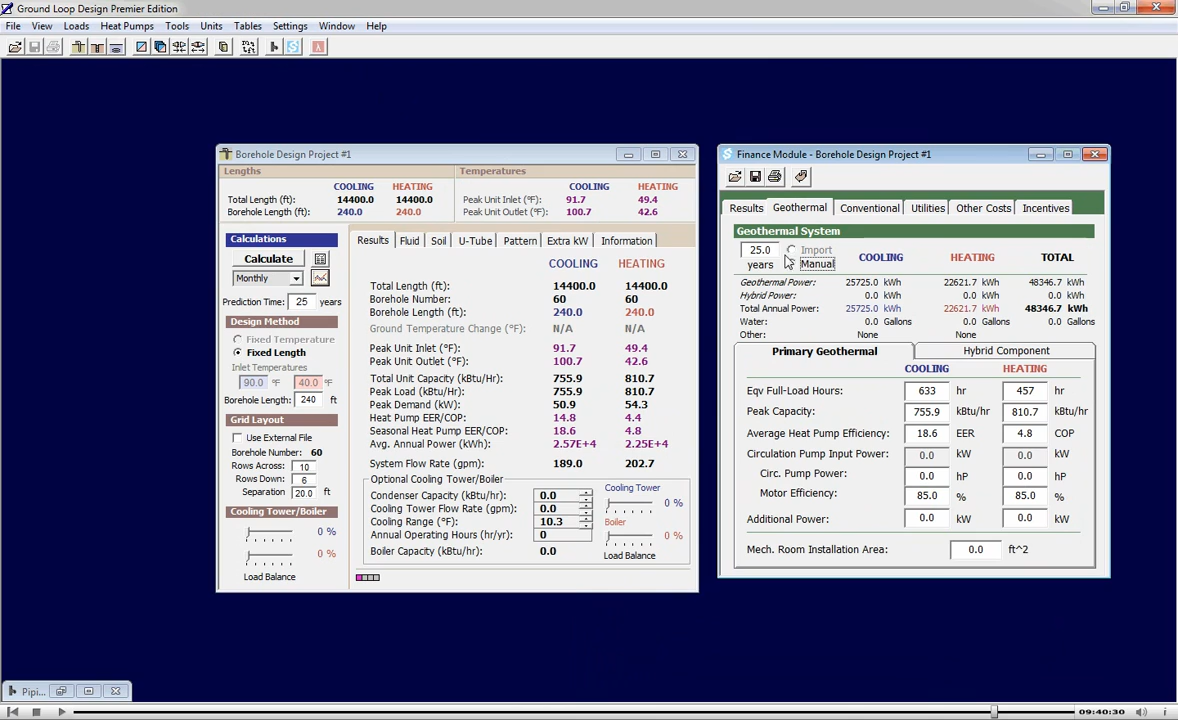 Ground Loop Design Premier Edition
File View Loads Heat Pumps Tools Units Tables Settings Window Help
Borehole Design Project #1
Lengths Temperatures
COOLING HEATING COOLING HEATING
Total Length (ft): 14400.0 14400.0 Peak Unit Inlet (°F): 91.7 49.4
Borehole Length (ft): 240.0 240.0 Peak Unit Outlet (°F): 100.7 42.6
Calculations
Calculate
Monthly
Prediction Time: 25 years
Design Method
Fixed Temperature
Fixed Length
Inlet Temperatures
90.0 °F 40.0 °F
Borehole Length: 240 ft
Grid Layout
Use External File
Borehole Number: 60
Rows Across: 10
Rows Down: 6
Separation 20.0 ft
Cooling Tower/Boiler
0 %
0 %
Load Balance
Results Fluid Soil U-Tube Pattern Extra kW Information
COOLING HEATING
Total Length (ft): 14400.0 14400.0
Borehole Number: 60 60
Borehole Length (ft): 240.0 240.0
Ground Temperature Change (°F): N/A N/A
Peak Unit Inlet (°F): 91.7 49.4
Peak Unit Outlet (°F): 100.7 42.6
Total Unit Capacity (kBtu/Hr): 755.9 810.7
Peak Load (kBtu/Hr): 755.9 810.7
Peak Demand (kW): 50.9 54.3
Heat Pump EER/COP: 14.8 4.4
Seasonal Heat Pump EER/COP: 18.6 4.8
Avg. Annual Power (kWh): 2.57E+4 2.25E+4
System Flow Rate (gpm): 189.0 202.7
Optional Cooling Tower/Boiler
Condenser Capacity (kBtu/hr): 0.0
Cooling Tower Flow Rate (gpm): 0.0
Cooling Range (°F): 10.3
Annual Operating Hours (hr/yr): 0
Boiler Capacity (kBtu/hr): 0.0
Cooling Tower
0 %
Boiler
0 %
Load Balance
Finance Module - Borehole Design Project #1
Results Geothermal Conventional Utilities Other Costs Incentives
Geothermal System
25.0 years
Import
Manual
COOLING HEATING TOTAL
Geothermal Power: 25725.0 kWh 22621.7 kWh 48346.7 kWh
Hybrid Power: 0.0 kWh 0.0 kWh 0.0 kWh
Total Annual Power: 25725.0 kWh 22621.7 kWh 48346.7 kWh
Water: 0.0 Gallons 0.0 Gallons 0.0 Gallons
Other: None None None
Primary Geothermal Hybrid Component
COOLING HEATING
Eqv Full-Load Hours: 633 hr 457 hr
Peak Capacity: 755.9 kBtu/hr 810.7 kBtu/hr
Average Heat Pump Efficiency: 18.6 EER 4.8 COP
Circulation Pump Input Power: 0.0 kW 0.0 kW
Circ. Pump Power: 0.0 hP 0.0 hP
Motor Efficiency: 85.0 % 85.0 %
Additional Power: 0.0 kW 0.0 kW
Mech. Room Installation Area: 0.0 ft^2
Pipi...
09:40:30